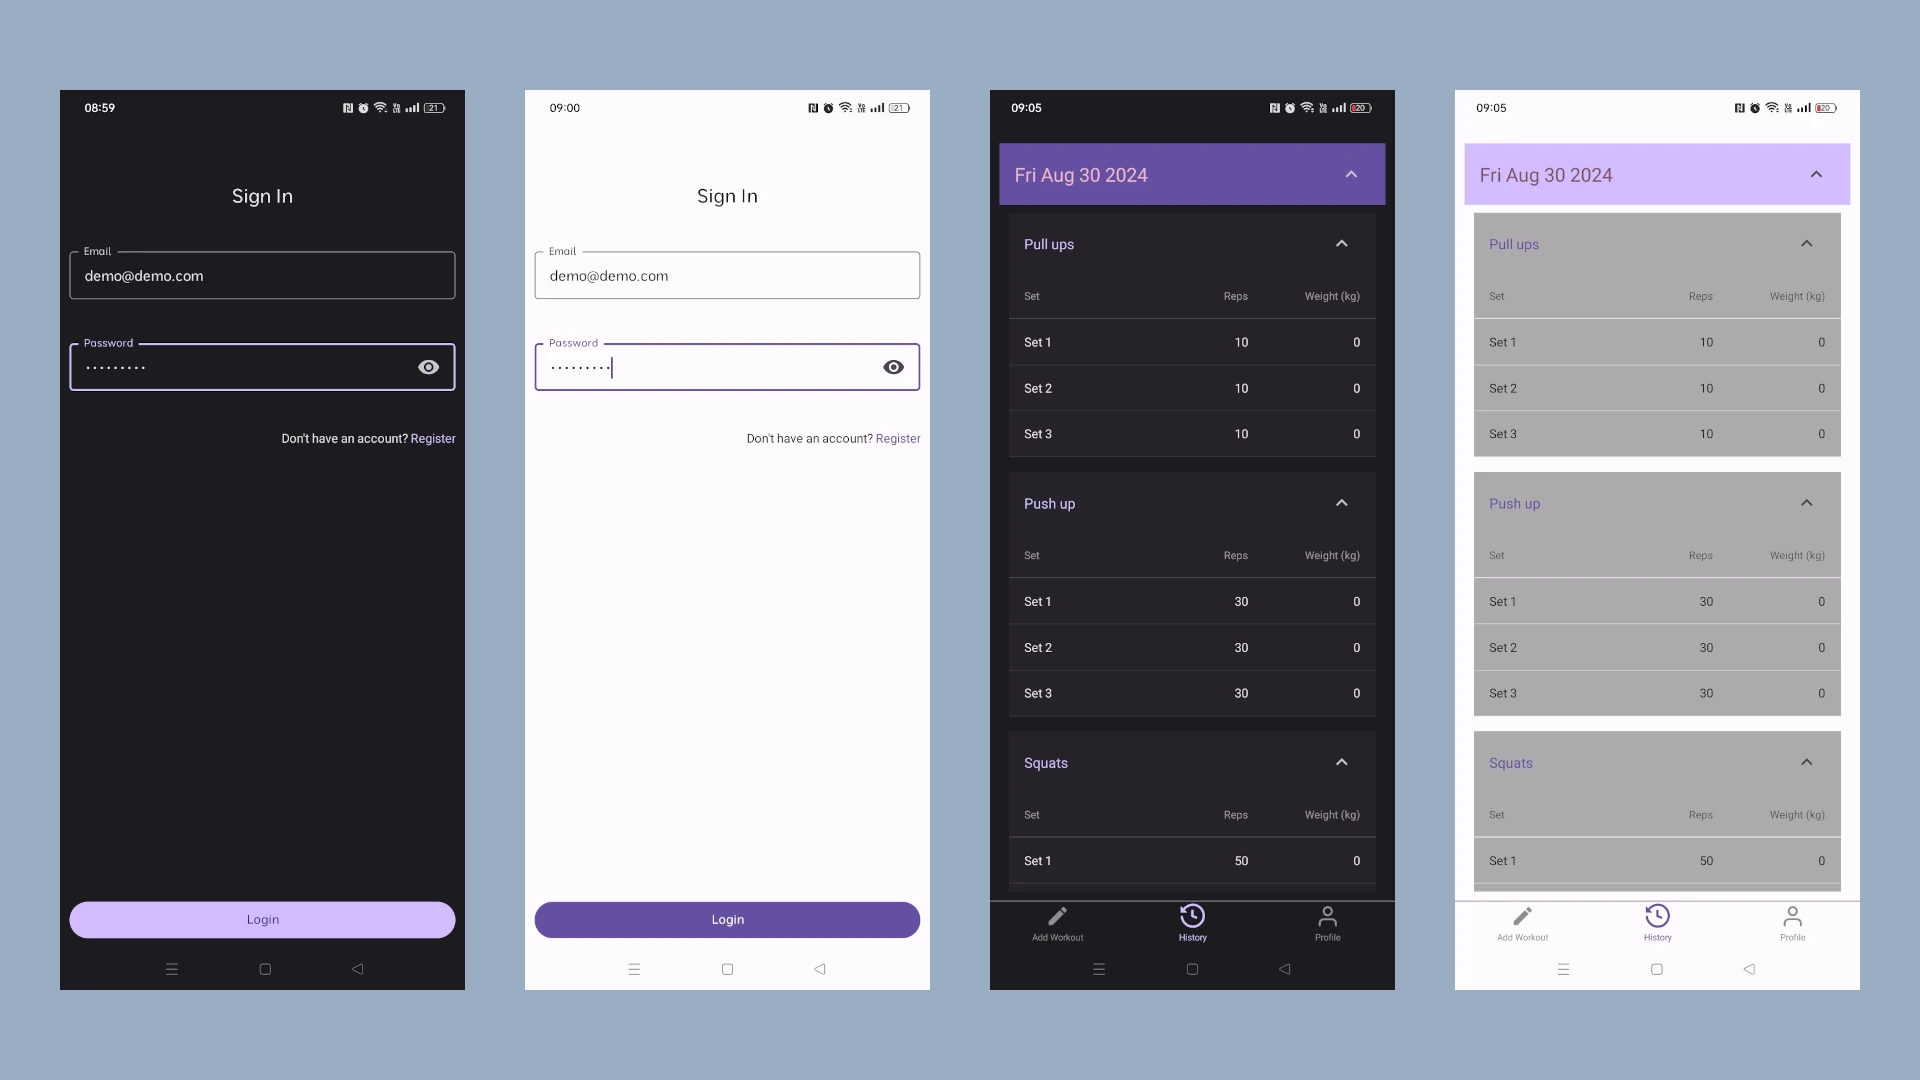 08:59
21
Sign In
Email
demo@demo.com
Password
•••••••••
Don't have an account? Register
Login
09:00
21
Sign In
Email
demo@demo.com
Password
•••••••••
Don't have an account? Register
Login
09:05
20
Fri Aug 30 2024
Pull ups
Set Reps Weight (kg)
Set 1 10 0
Set 2 10 0
Set 3 10 0
Push up
Set Reps Weight (kg)
Set 1 30 0
Set 2 30 0
Set 3 30 0
Squats
Set Reps Weight (kg)
Set 1 50 0
Add Workout History Profile
09:05
20
Fri Aug 30 2024
Pull ups
Set Reps Weight (kg)
Set 1 10 0
Set 2 10 0
Set 3 10 0
Push up
Set Reps Weight (kg)
Set 1 30 0
Set 2 30 0
Set 3 30 0
Squats
Set Reps Weight (kg)
Set 1 50 0
Add Workout History Profile